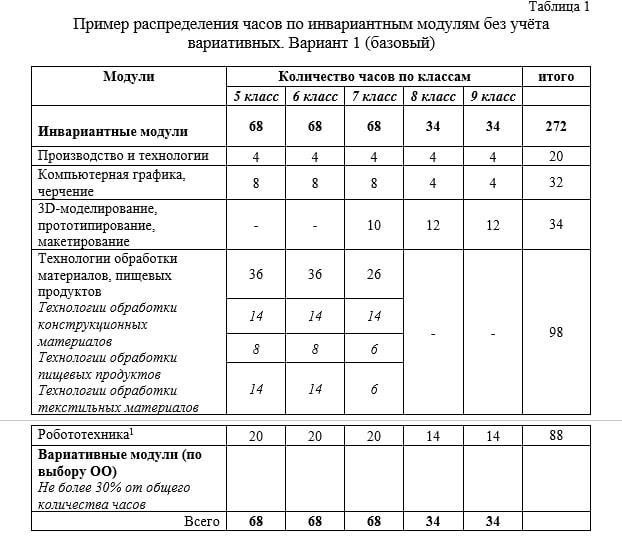 Таблица 1
Пример распределения часов по инвариантным модулям без учёта
вариативных. Вариант 1 (базовый)
Модули Количество часов по классам итого
5 класс 6 класс 7 класс 8 класс 9 класс
Инвариантные модули 68 68 68 34 34 272
Производство и технологии 4 4 4 4 4 20
Компьютерная графика,
черчение 8 8 8 4 4 32
3D-моделирование,
прототипирование,
макетирование - - 10 12 12 34
Технологии обработки
материалов, пищевых
продуктов 36 36 26 - - 98
Технологии обработки
конструкционных
материалов 14 14 14
Технологии обработки
пищевых продуктов 8 8 6
Технологии обработки
текстильных материалов 14 14 6
Робототехника¹ 20 20 20 14 14 88
Вариативные модули (по
выбору ОО)
Не более 30% от общего
количества часов
Всего 68 68 68 34 34